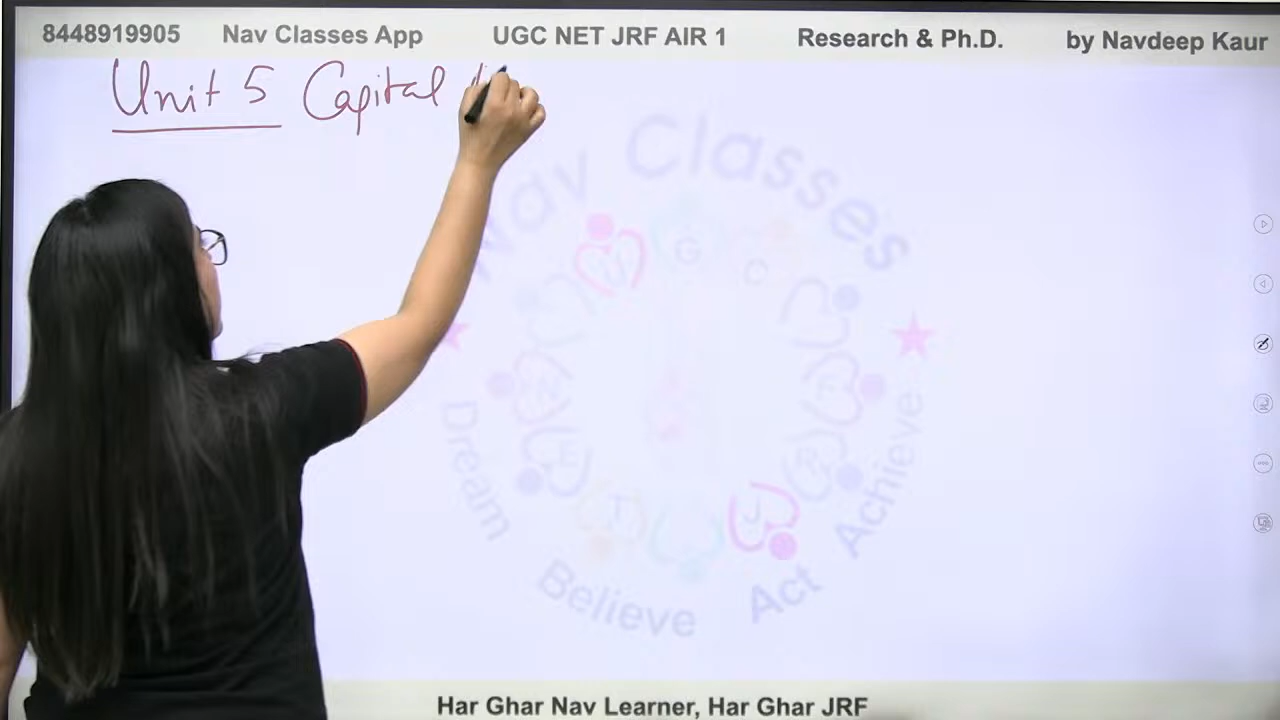 8448919905 Nav Classes App UGC NET JRF AIR 1 Research & Ph.D. by Navdeep Kaur
Unit 5 Capital
Nav Classes
Dream Believe Act Achieve
Har Ghar Nav Learner, Har Ghar JRF